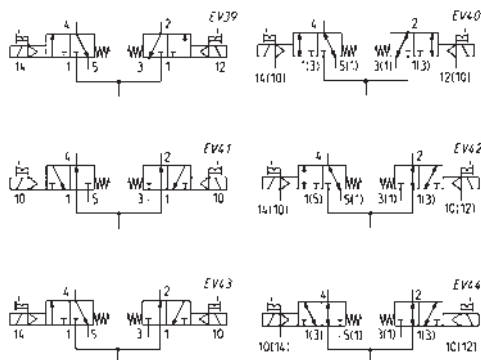 4 2 EV39
14 1 5 3 1 12
4 2 EV40
14(10) 1(3) 5(1) 3(1) 1(3) 12(10)
4 2 EV41
10 1 5 3 1 10
4 2 EV42
14(10) 1(5) 5(1) 3(1) 1(3) 10(12)
4 2 EV43
14 1 5 3 1 10
4 2 EV44
10(14) 1(3) 5(1) 3(1) 1(3) 10(12)